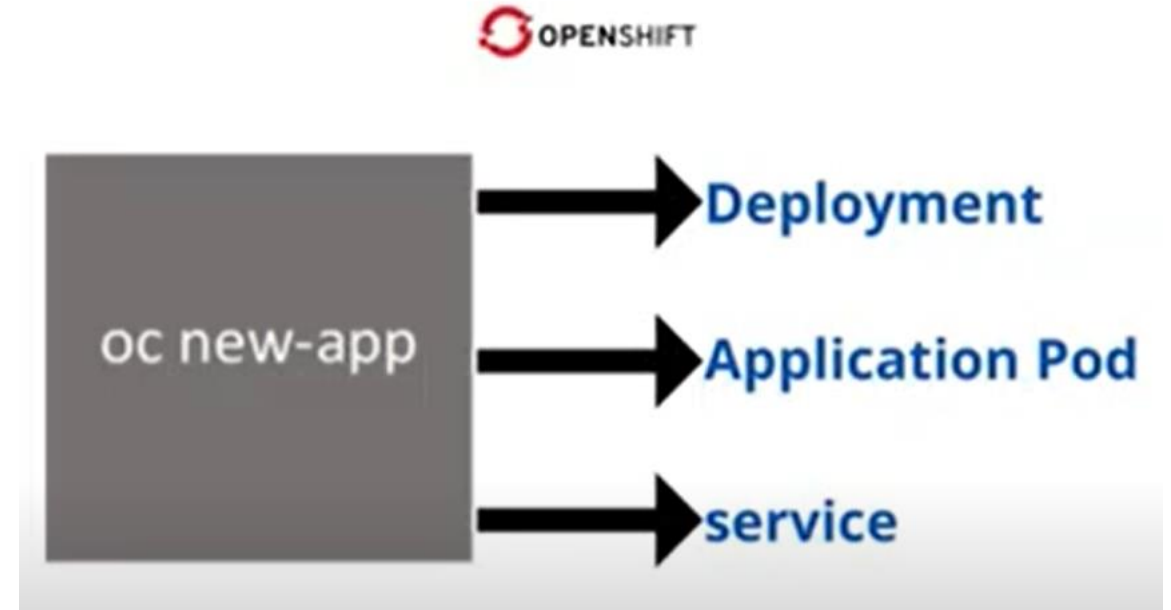 OPENSHIFT
Deployment
oc new-app
Application Pod
service